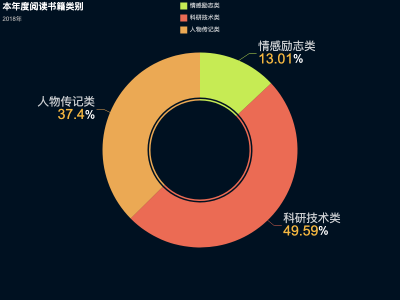 本年度阅读书籍类别
2018年
情感励志类
科研技术类
人物传记类
情感励志类
13.01%
人物传记类
37.4%
科研技术类
49.59%